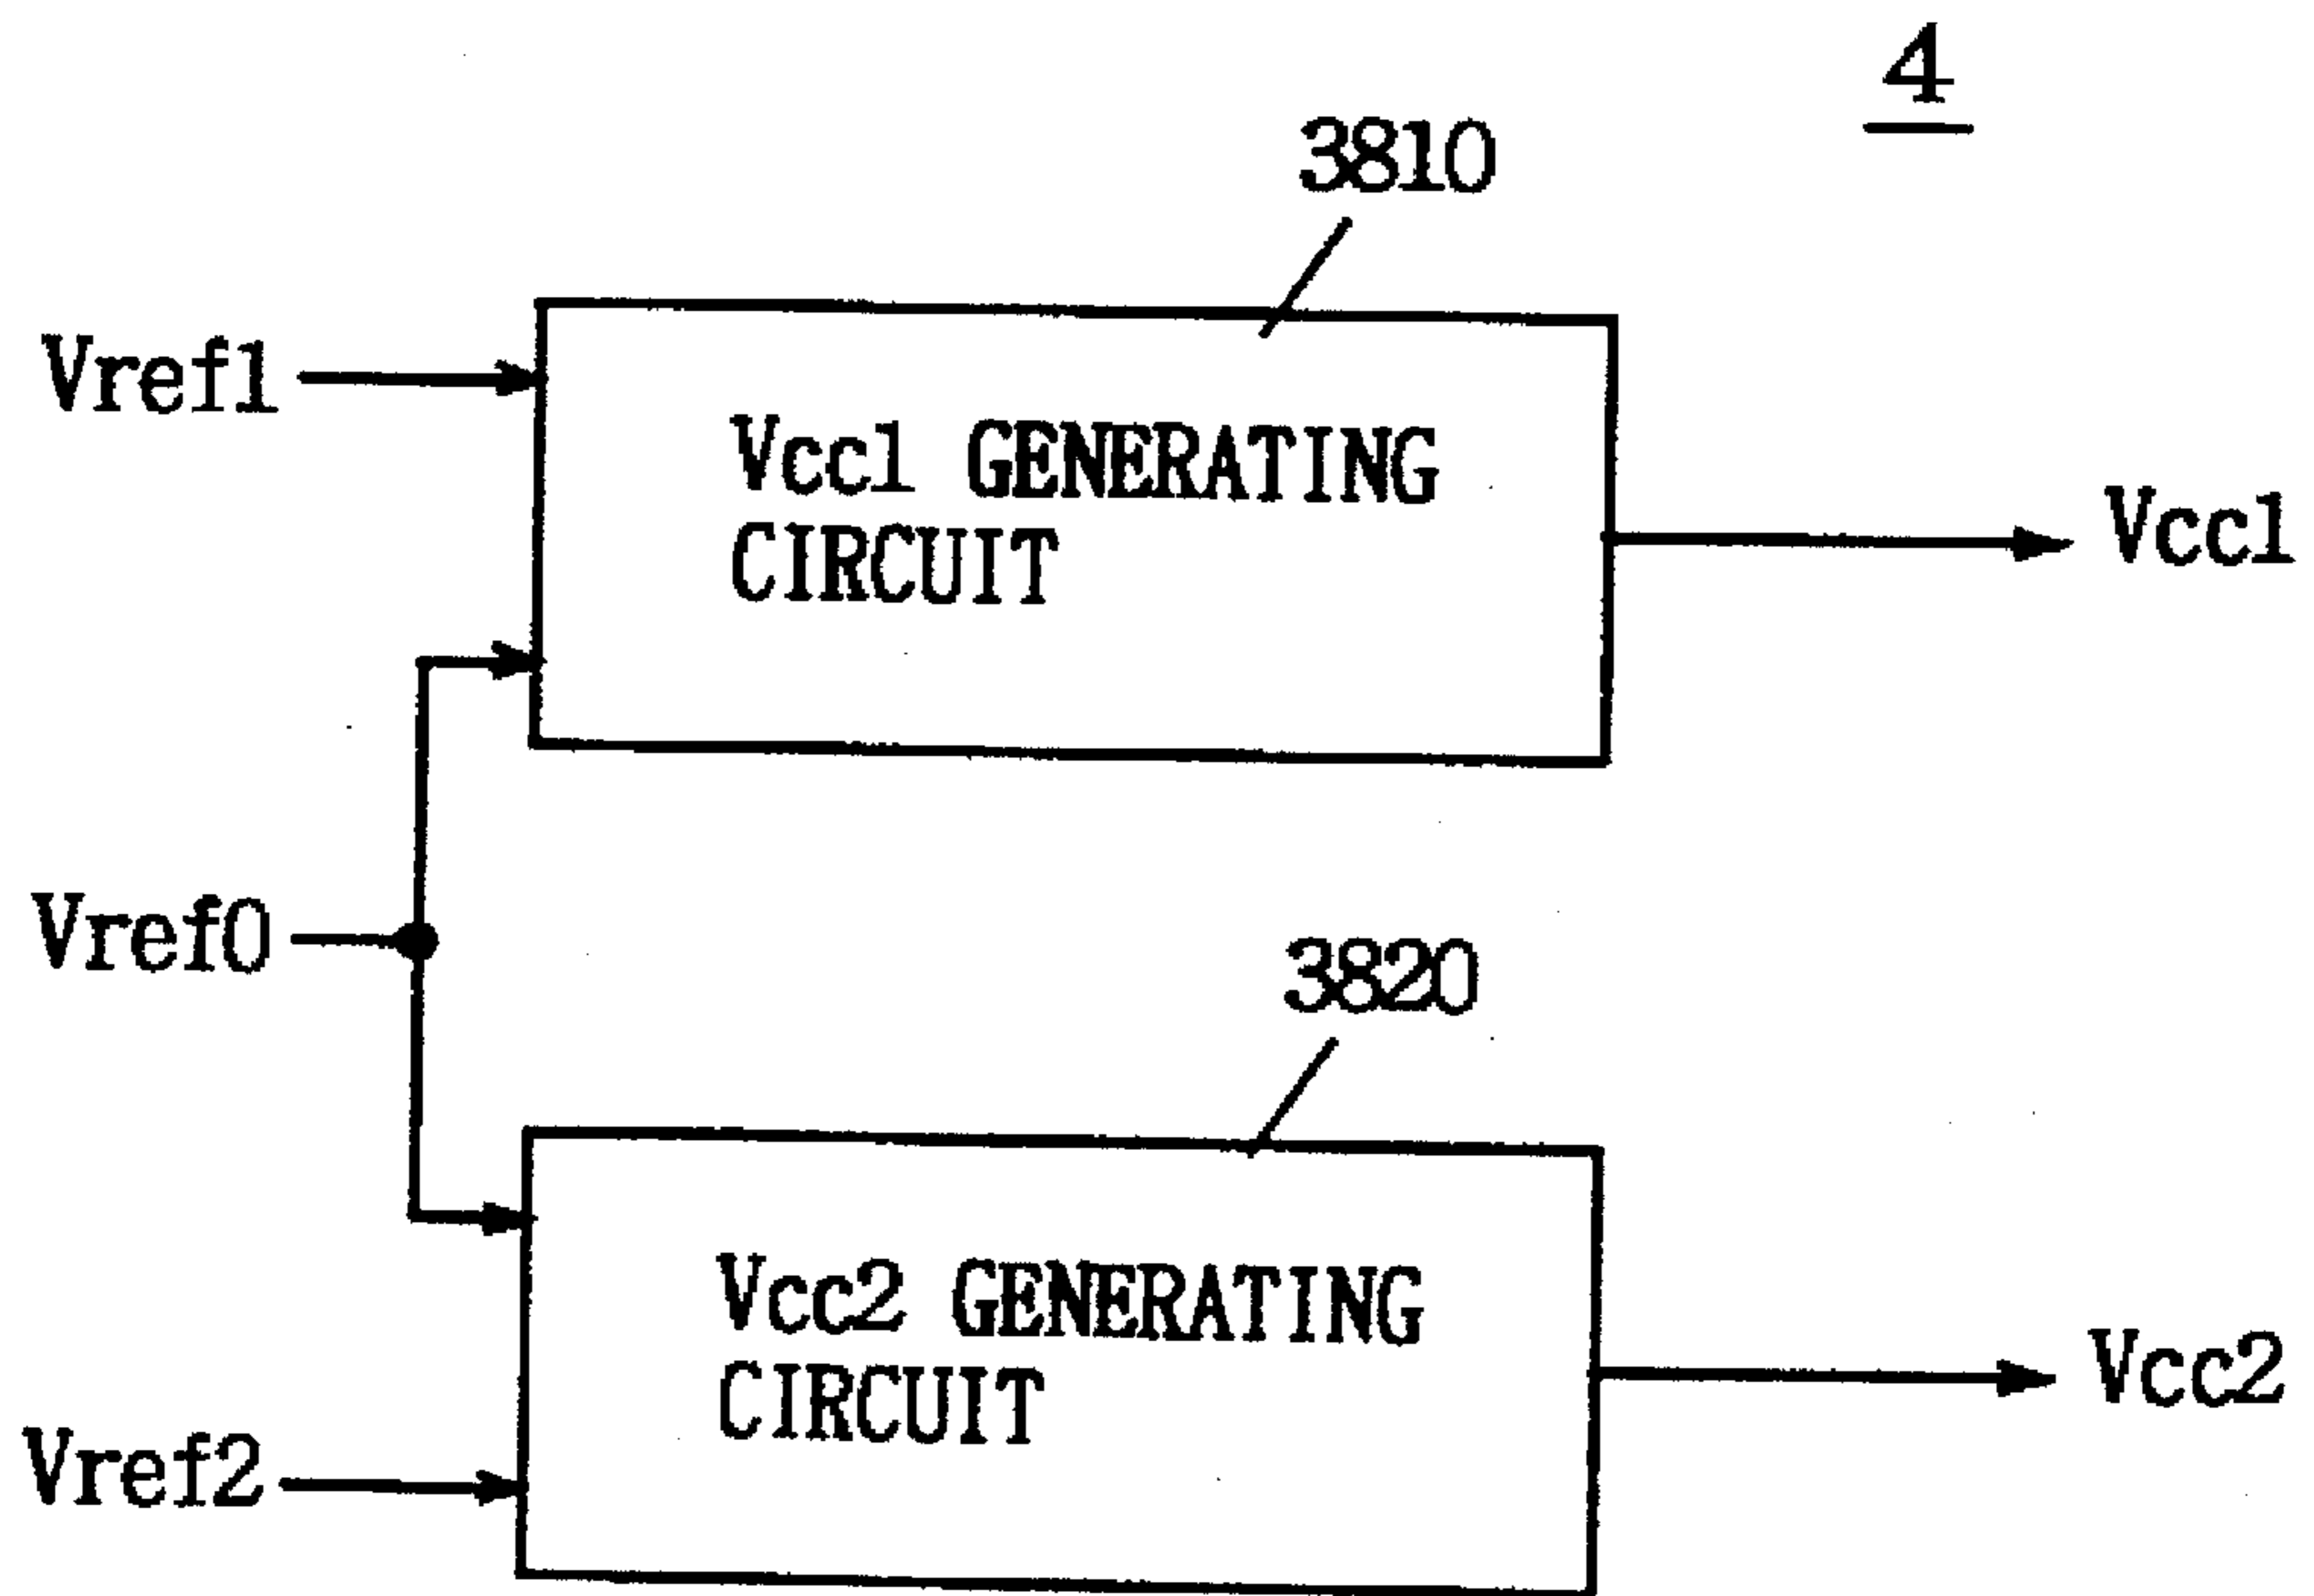 4
3810
Vref1
Vcc1 GENERATING
CIRCUIT
Vcc1
Vref0
3820
Vcc2 GENERATING
CIRCUIT
Vcc2
Vref2